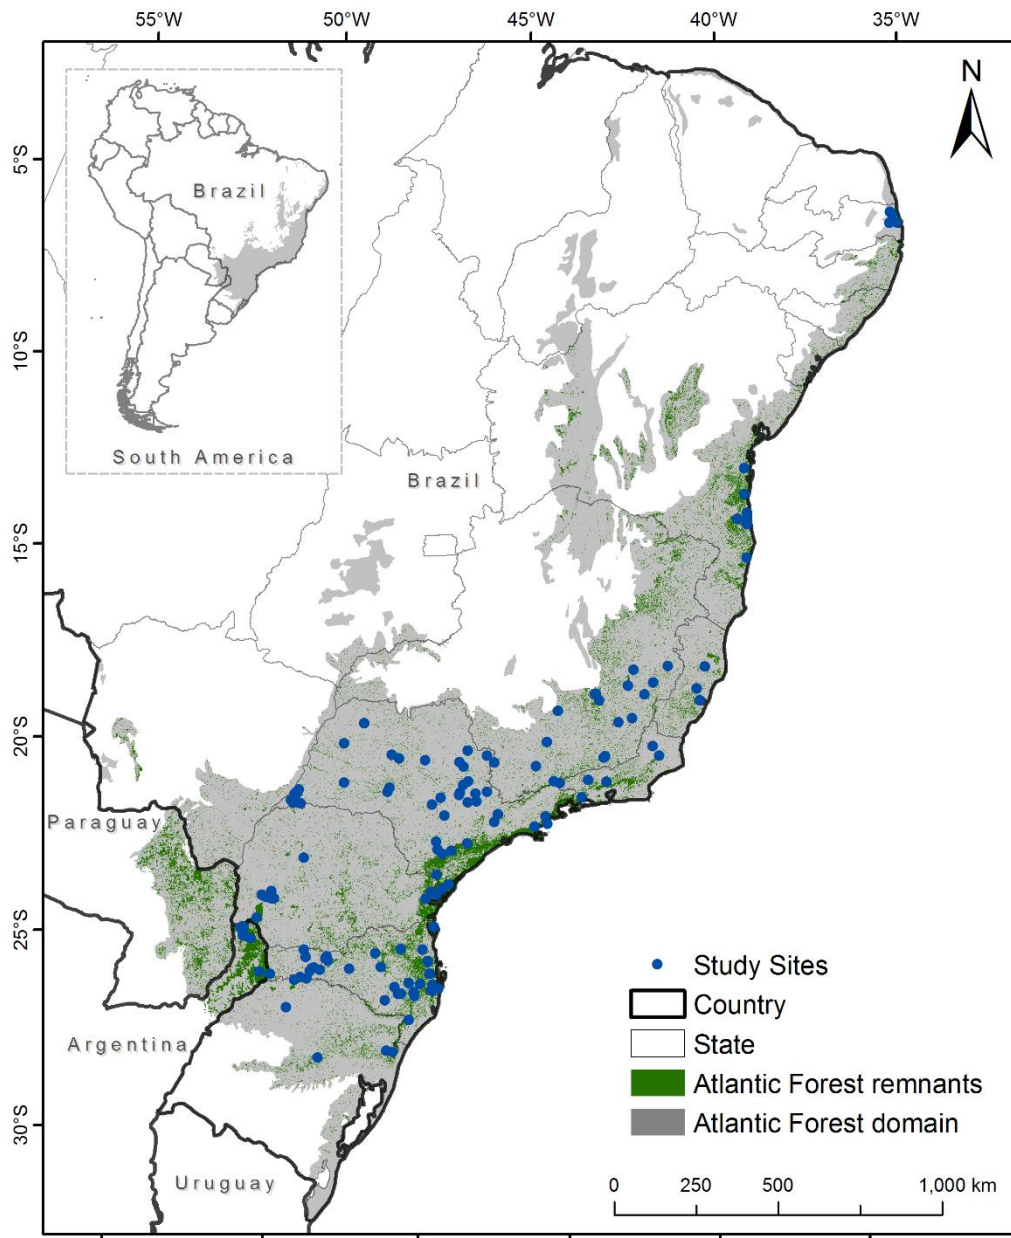 55°W 50°W 45°W 40°W 35°W
N
5°S
Brazil
10°S
South America
Brazil
15°S
20°S
Paraguay
25°S
Study Sites
Country
Argentina
State
Atlantic Forest remnants
30°S
Atlantic Forest domain
Uruguay
0 250 500 1,000 km